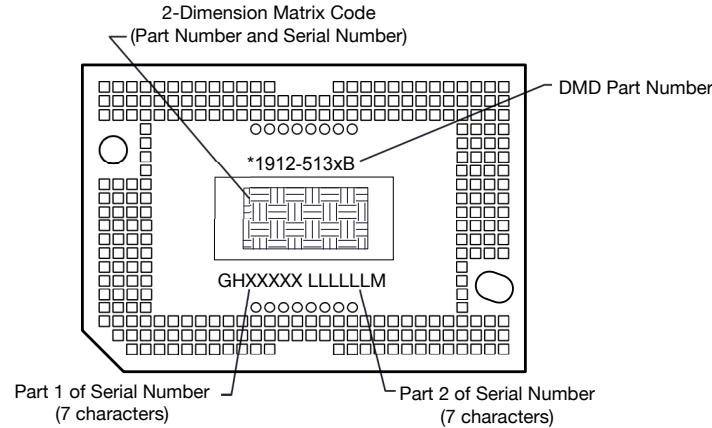 2-Dimension Matrix Code
(Part Number and Serial Number)
DMD Part Number
*1912-513xB
GHXXXXX LLLLLLM
Part 1 of Serial Number
(7 characters)
Part 2 of Serial Number
(7 characters)